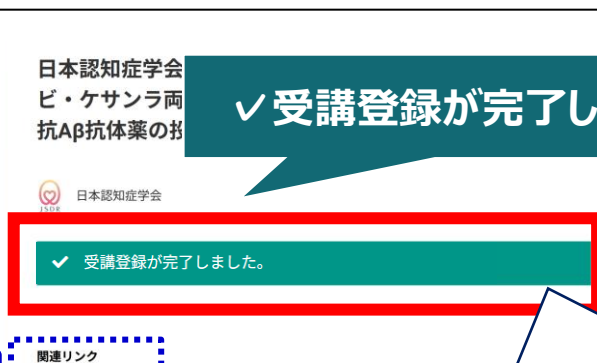 日本認知症学会
ビ・ケサンラ両
抗Aβ抗体薬の投
✓受講登録が完了し
JSDR
日本認知症学会
✓ 受講登録が完了しました。
関連リンク